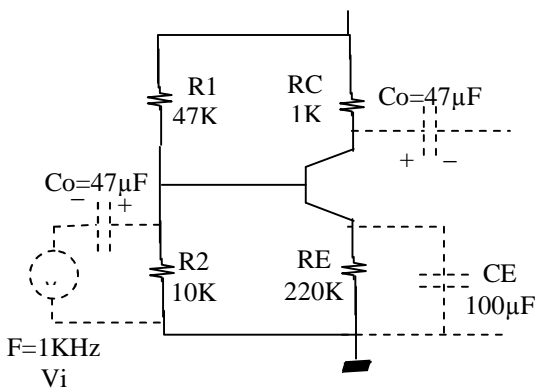 R1
47K
RC
1K
Co=47µF
+ −
Co=47µF
− +
R2
10K
RE
220K
CE
100µF
F=1KHz
Vi